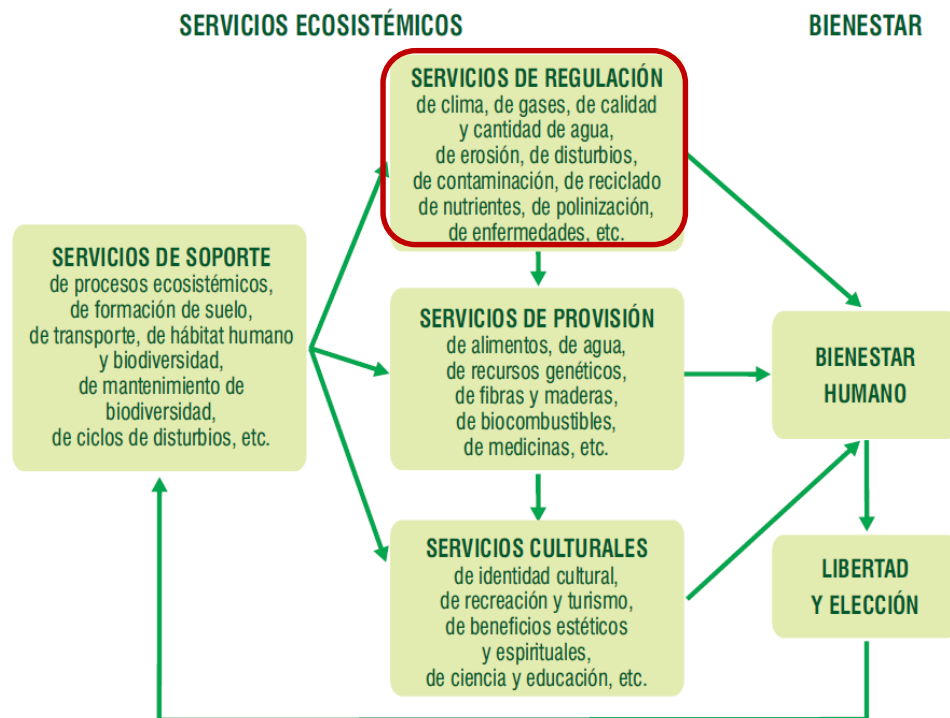 SERVICIOS ECOSISTÉMICOS
BIENESTAR
SERVICIOS DE REGULACIÓN
de clima, de gases, de calidad
y cantidad de agua,
de erosión, de disturbios,
de contaminación, de reciclado
de nutrientes, de polinización,
de enfermedades, etc.
SERVICIOS DE SOPORTE
de procesos ecosistémicos,
de formación de suelo,
de transporte, de hábitat humano
y biodiversidad,
de mantenimiento de
biodiversidad,
de ciclos de disturbios, etc.
SERVICIOS DE PROVISIÓN
de alimentos, de agua,
de recursos genéticos,
de fibras y maderas,
de biocombustibles,
de medicinas, etc.
SERVICIOS CULTURALES
de identidad cultural,
de recreación y turismo,
de beneficios estéticos
y espirituales,
de ciencia y educación, etc.
BIENESTAR
HUMANO
LIBERTAD
Y ELECCIÓN